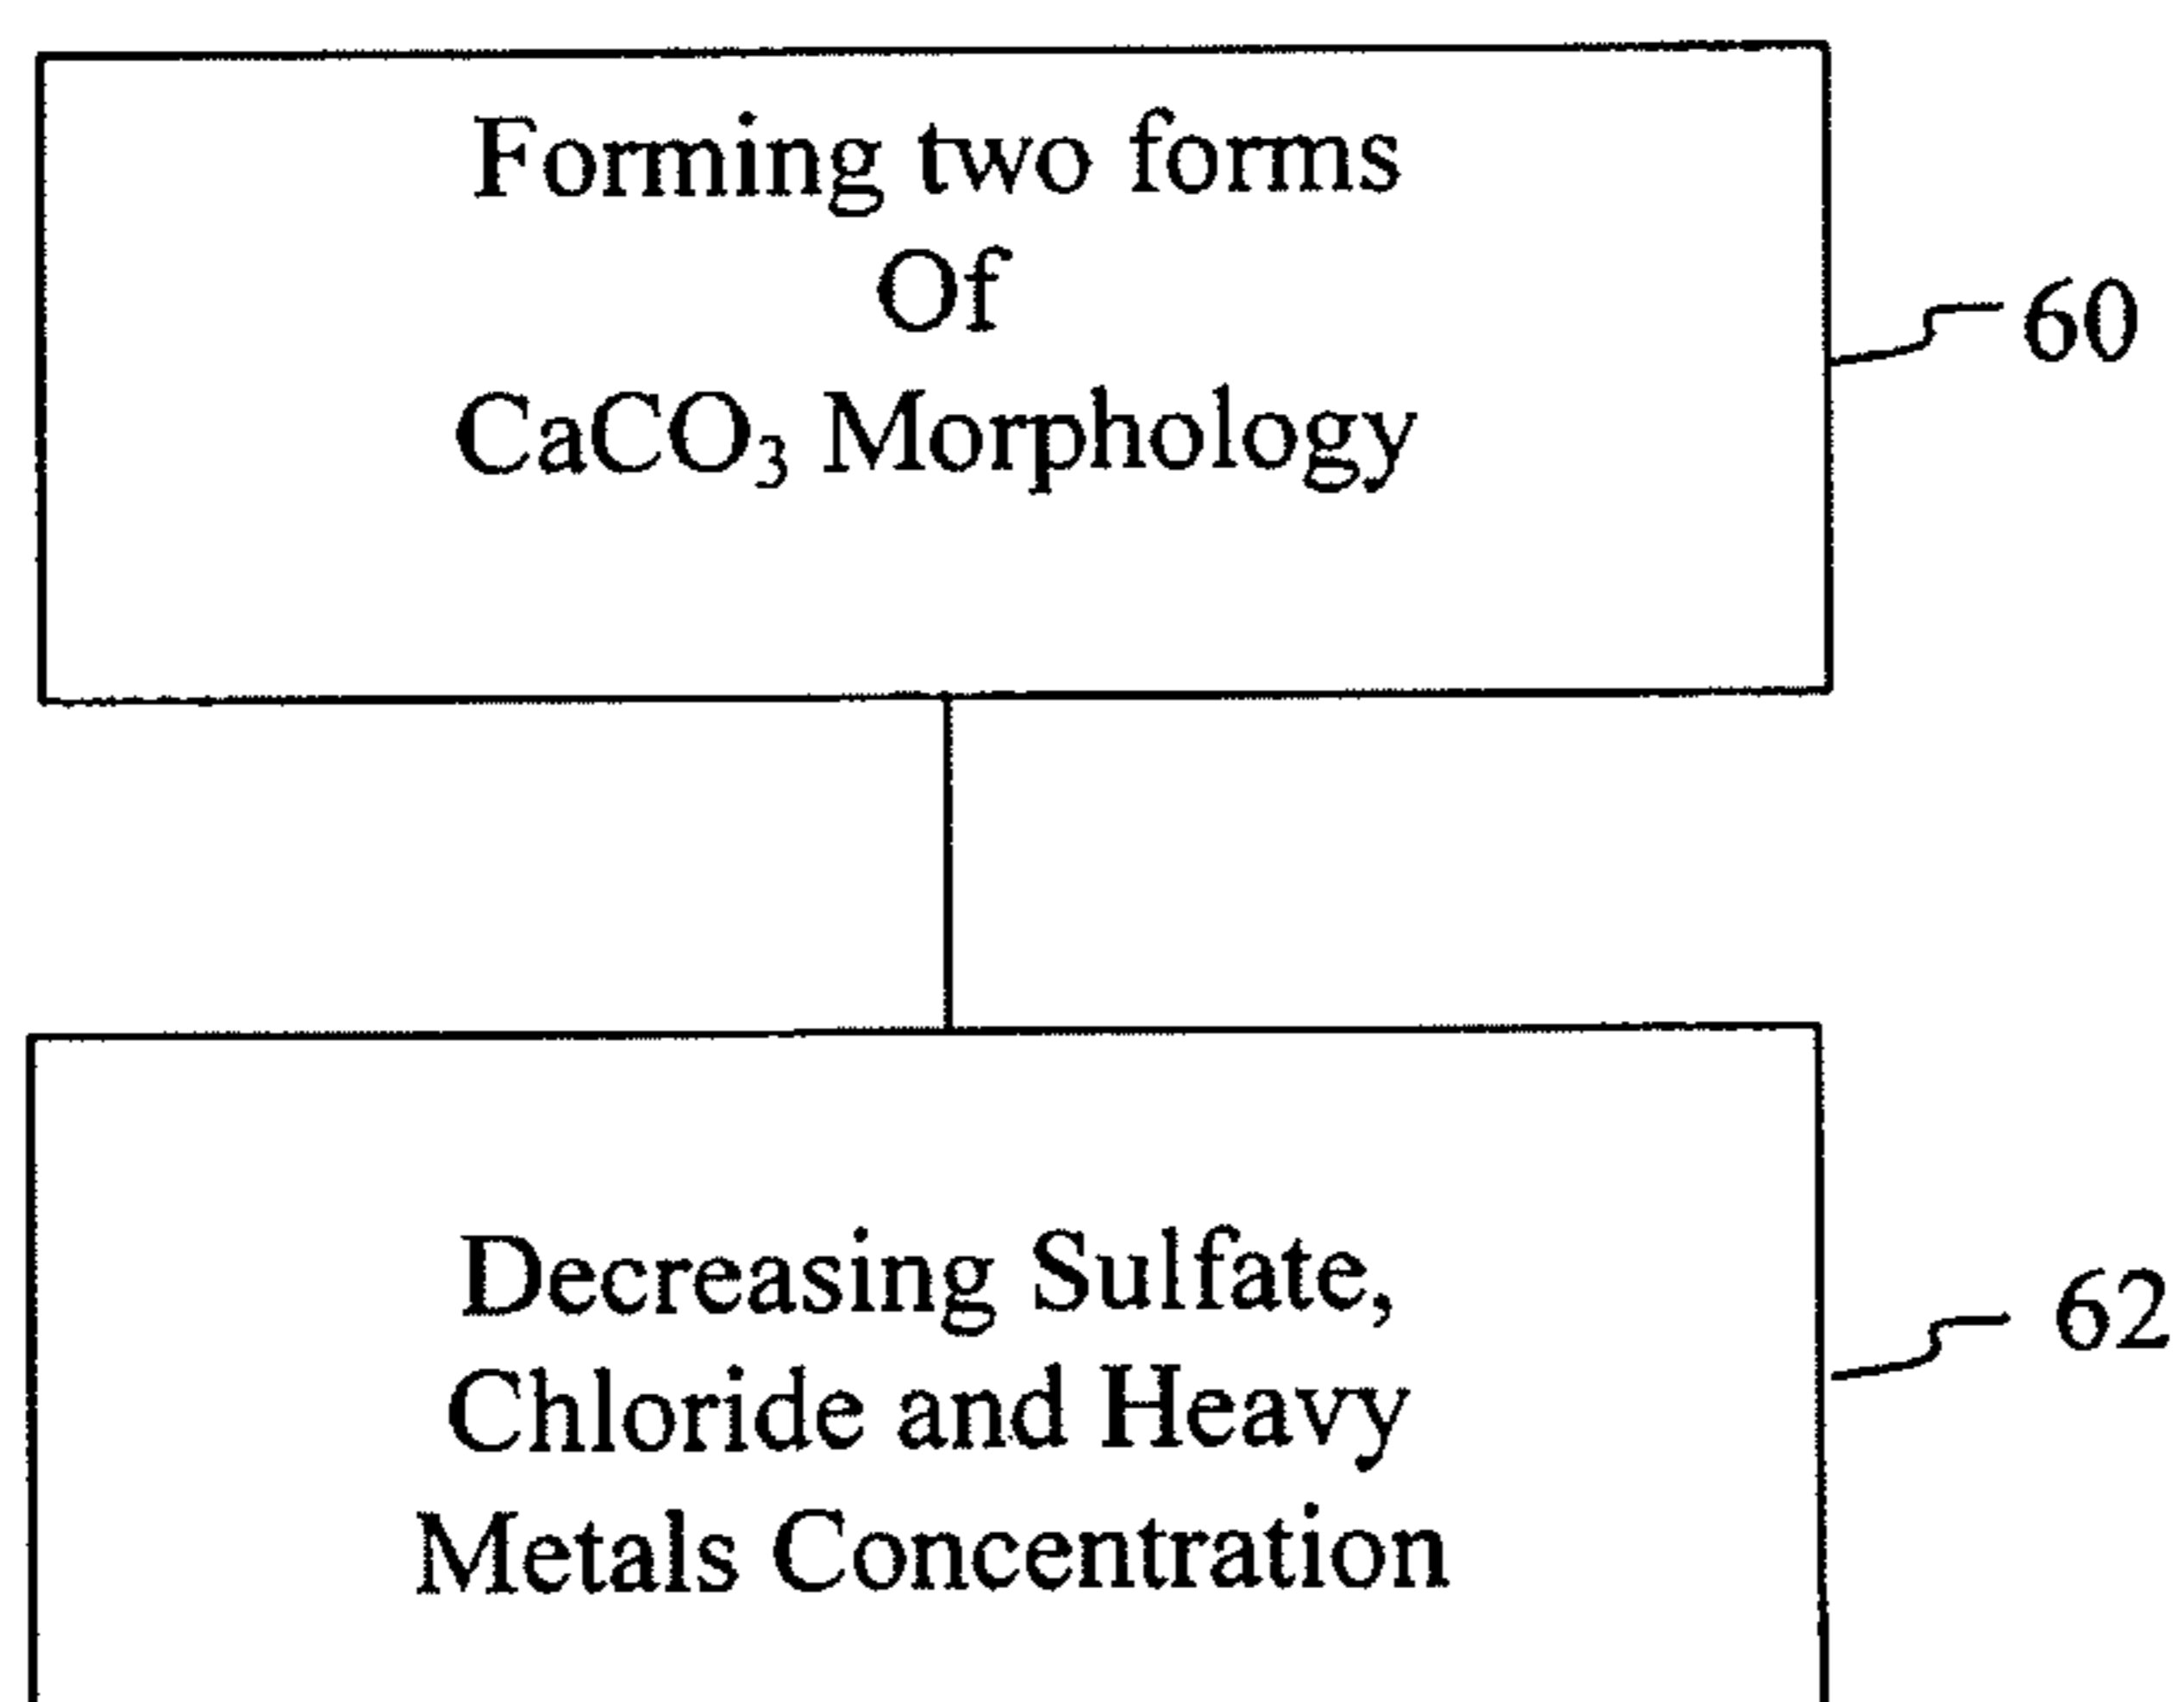 Forming two forms
Of
CaCO₃ Morphology
60
Decreasing Sulfate,
Chloride and Heavy
Metals Concentration
62